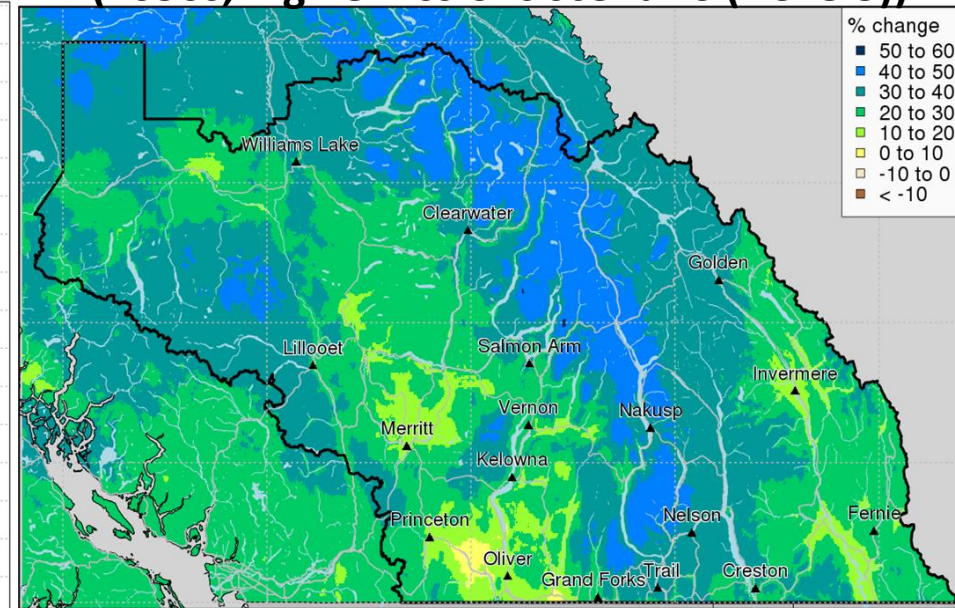 % change
50 to 60
40 to 50
30 to 40
20 to 30
10 to 20
0 to 10
-10 to 0
< -10
Williams Lake
Clearwater
Golden
Lillooet
Salmon Arm
Invermere
Vernon
Nakusp
Merritt
Kelowna
Princeton
Nelson
Fernie
Oliver
Grand Forks
Trail
Creston